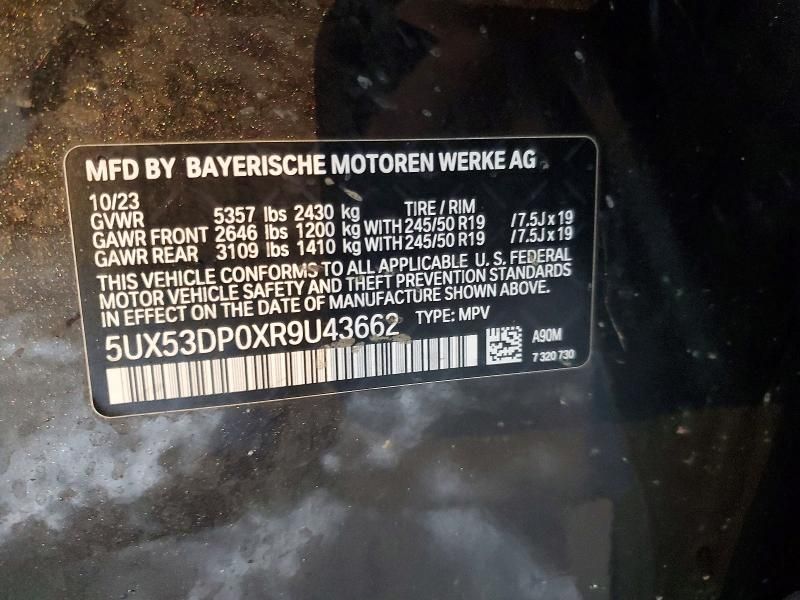 MFD BY BAYERISCHE MOTOREN WERKE AG
10/23 TIRE / RIM
GVWR 5357 lbs 2430 kg
GAWR FRONT 2646 lbs 1200 kg WITH 245/50 R19 / 7.5J x 19
GAWR REAR 3109 lbs 1410 kg WITH 245/50 R19 / 7.5J x 19
THIS VEHICLE CONFORMS TO ALL APPLICABLE U. S. FEDERAL
MOTOR VEHICLE SAFETY AND THEFT PREVENTION STANDARDS
IN EFFECT ON THE DATE OF MANUFACTURE SHOWN ABOVE.
5UX53DP0XR9U43662 TYPE: MPV
A90M
7 320 730